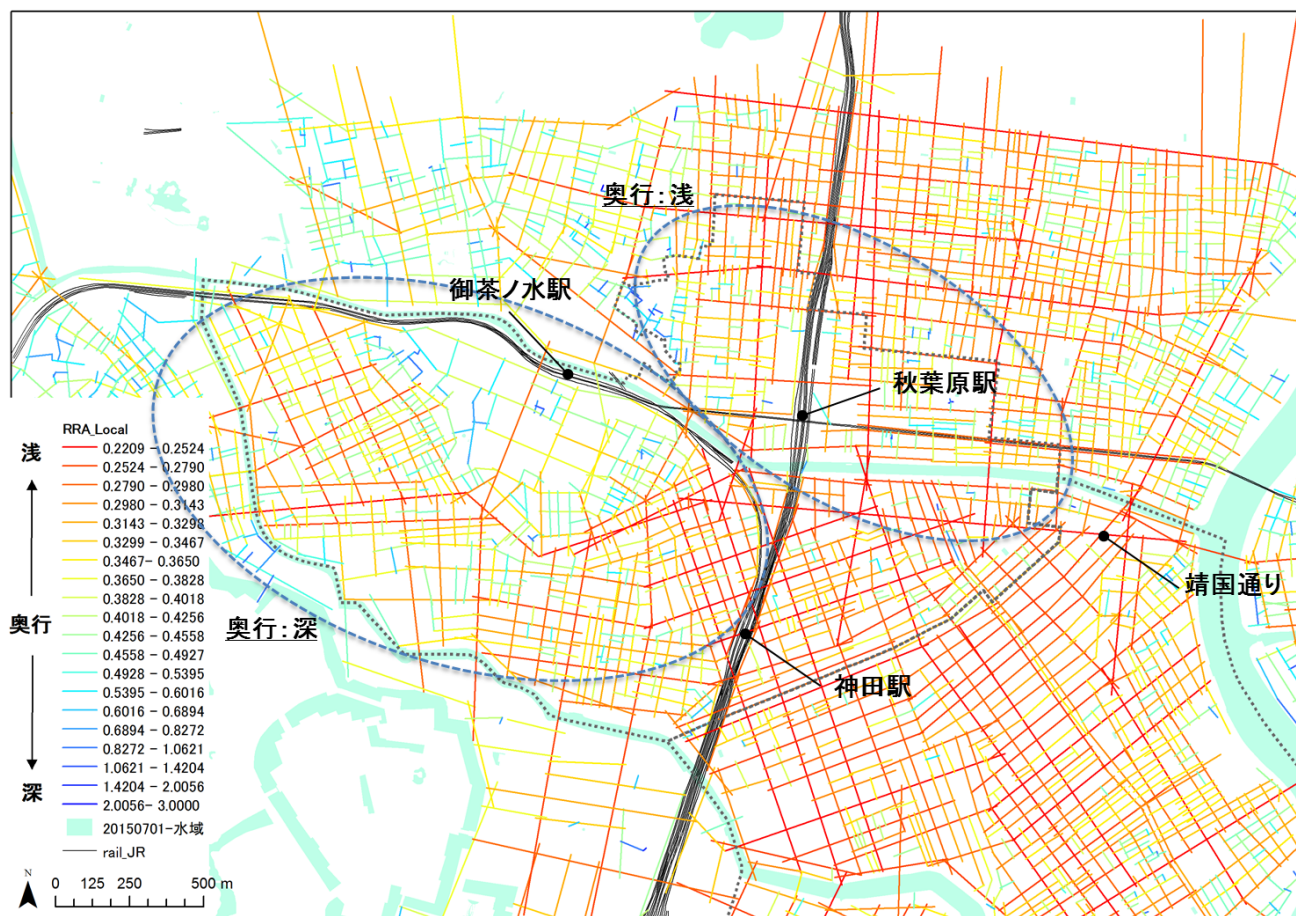 奥行:浅
御茶ノ水駅
秋葉原駅
靖国通り
奥行:深
神田駅
RRA_Local
浅
0.2209 - 0.2524
0.2524 - 0.2790
0.2790 - 0.2980
0.2980 - 0.3143
0.3143 - 0.3298
0.3299 - 0.3467
0.3467- 0.3650
0.3650 - 0.3828
0.3828 - 0.4018
0.4018 - 0.4256
奥行
0.4256 - 0.4558
0.4558 - 0.4927
0.4928 - 0.5395
0.5395 - 0.6016
0.6016 - 0.6894
0.6894 - 0.8272
0.8272 - 1.0621
1.0621 - 1.4204
深
1.4204 - 2.0056
2.0056- 3.0000
20150701-水域
rail_JR
N
0 125 250 500 m